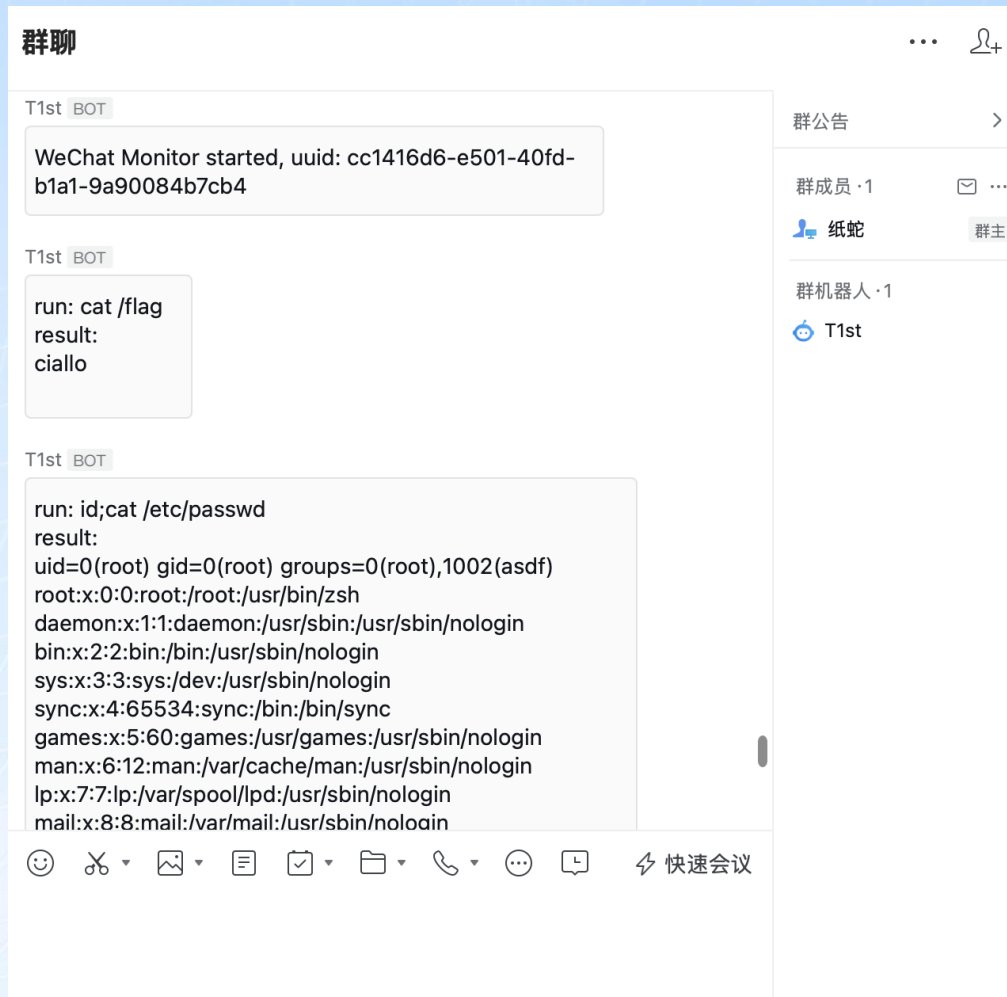 群聊
T1st BOT
WeChat Monitor started, uuid: cc1416d6-e501-40fd-
b1a1-9a90084b7cb4
T1st BOT
run: cat /flag
result:
ciallo
T1st BOT
run: id;cat /etc/passwd
result:
uid=0(root) gid=0(root) groups=0(root),1002(asdf)
root:x:0:0:root:/root:/usr/bin/zsh
daemon:x:1:1:daemon:/usr/sbin:/usr/sbin/nologin
bin:x:2:2:bin:/bin:/usr/sbin/nologin
sys:x:3:3:sys:/dev:/usr/sbin/nologin
sync:x:4:65534:sync:/bin:/bin/sync
games:x:5:60:games:/usr/games:/usr/sbin/nologin
man:x:6:12:man:/var/cache/man:/usr/sbin/nologin
lp:x:7:7:lp:/var/spool/lpd:/usr/sbin/nologin
mail:x:8:8:mail:/var/mail:/usr/sbin/nologin
快速会议
群公告
群成员·1
纸蛇 群主
群机器人·1
T1st